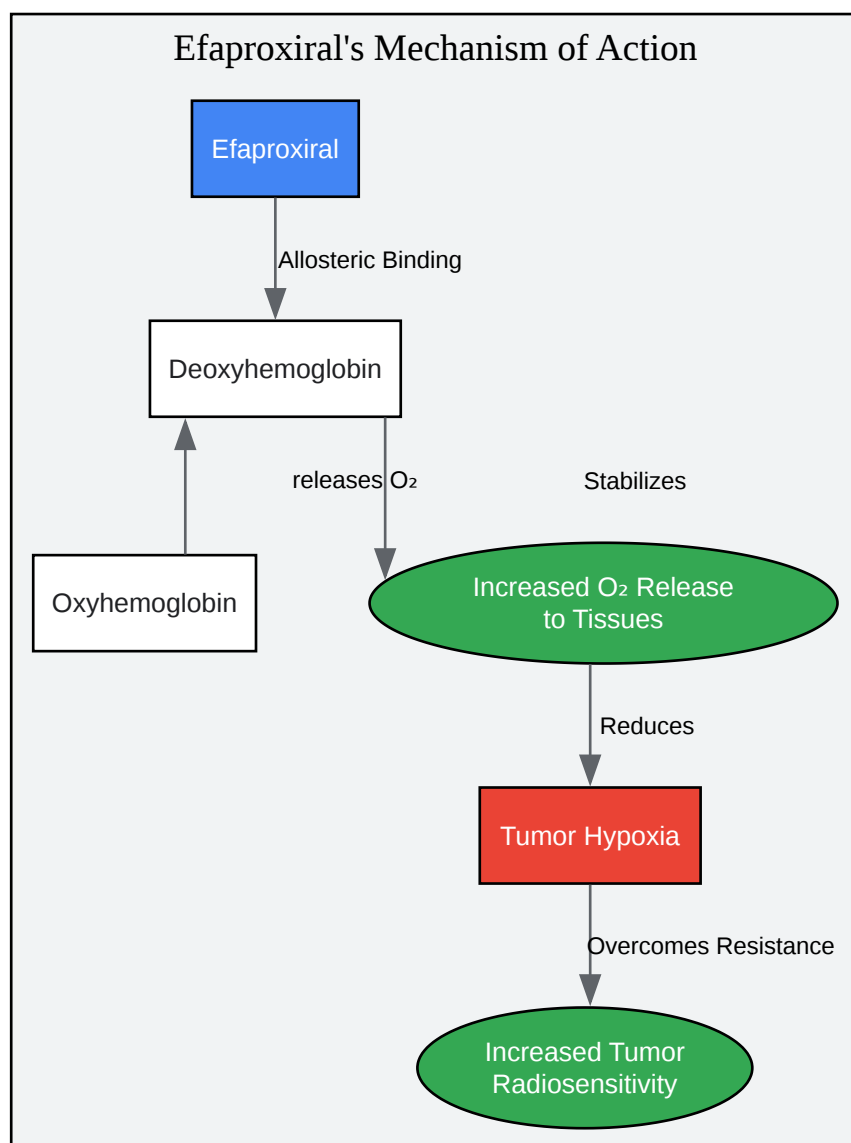 Efaproxiral's Mechanism of Action
Efaproxiral
Allosteric Binding
Deoxyhemoglobin
releases O₂
Stabilizes
Oxyhemoglobin
Increased O₂ Release
to Tissues
Reduces
Tumor Hypoxia
Overcomes Resistance
Increased Tumor
Radiosensitivity